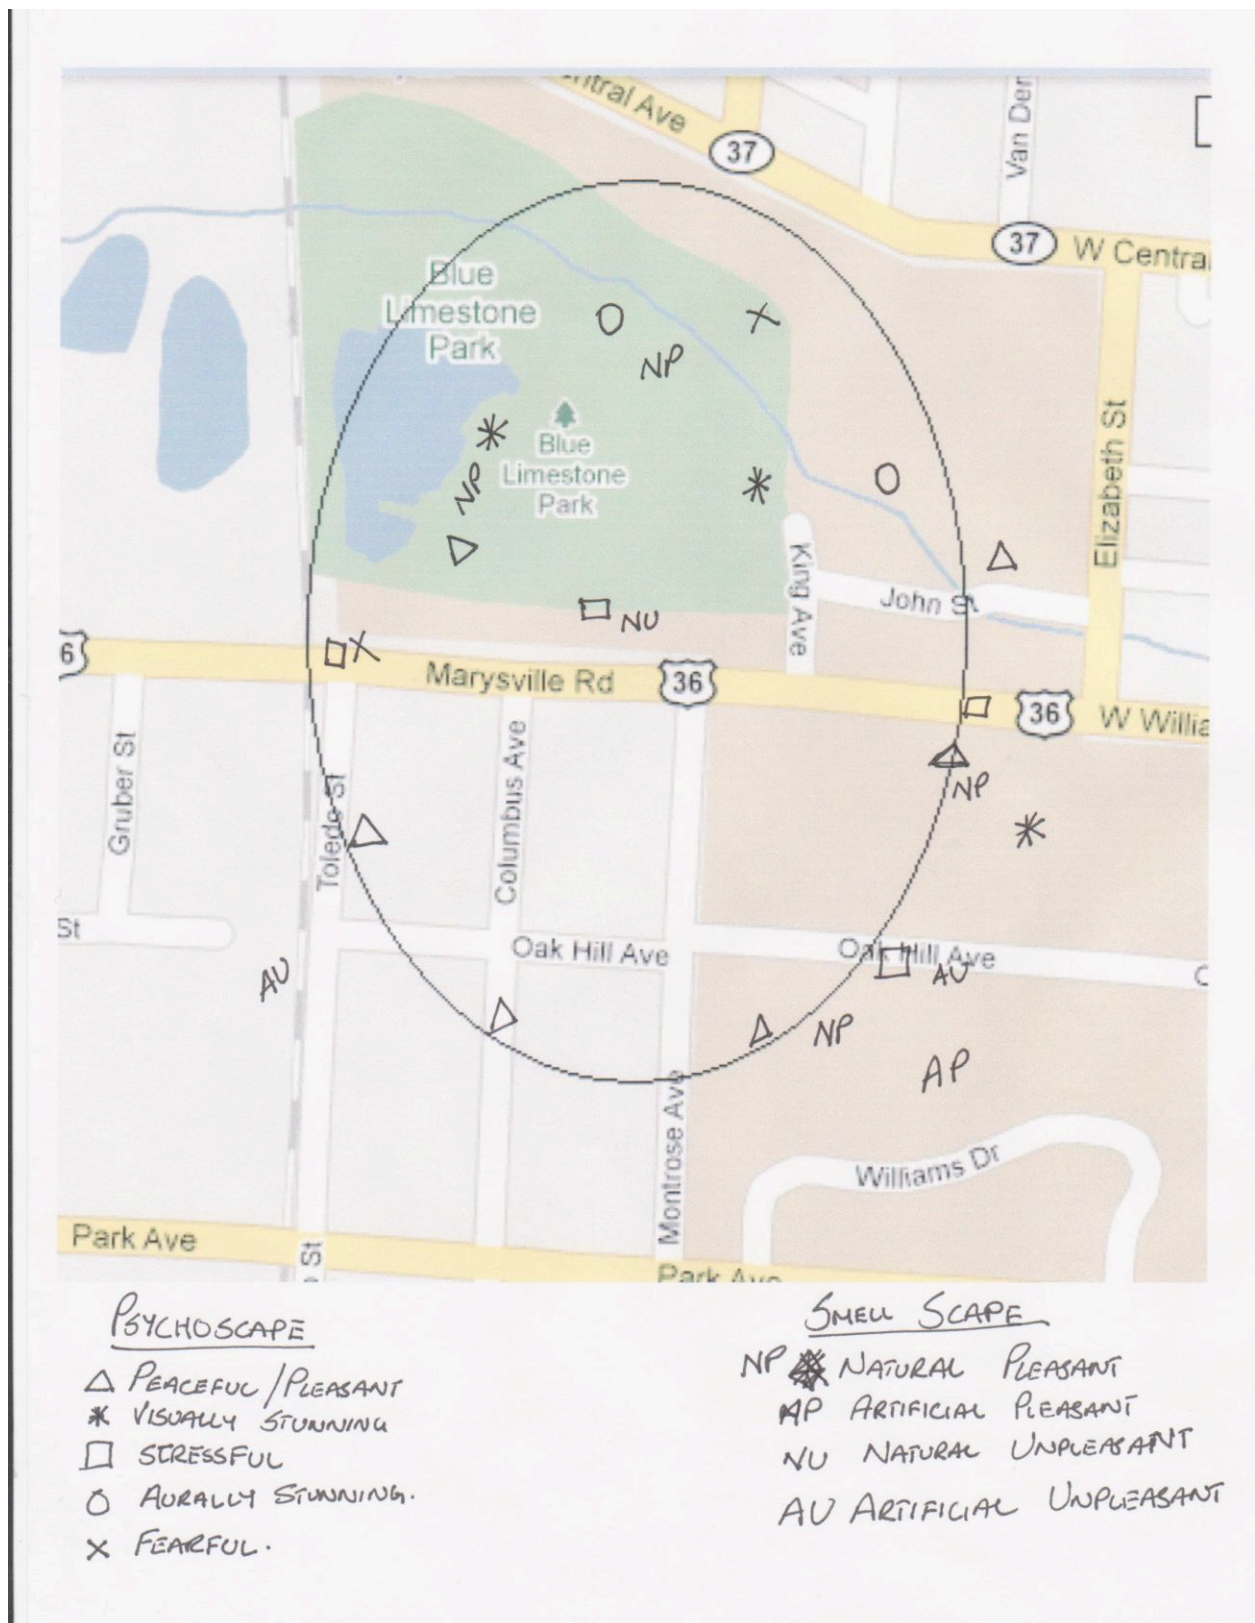 ntral Ave
37
Van Der
37
W Centra
Blue
Limestone
Park
NP
Blue
Limestone
Park
NP
Elizabeth St
King Ave
John St
NU
6
Marysville Rd
36
36
W Willia
NP
Gruber St
Toledo St
Columbus Ave
St
Oak Hill Ave
Oak Hill Ave
AU
AU
NP
AP
Montrose Ave
Williams Dr
Park Ave
St
Park Ave
PSYCHOSCAPE
PEACEFUL/PLEASANT
VISUALLY STUNNING
STRESSFUL
AURALLY STUNNING.
X FEARFUL.
SMELL SCAPE
NP NATURAL PLEASANT
AP ARTIFICIAL PLEASANT
NU NATURAL UNPLEASANT
AU ARTIFICIAL UNPLEASANT